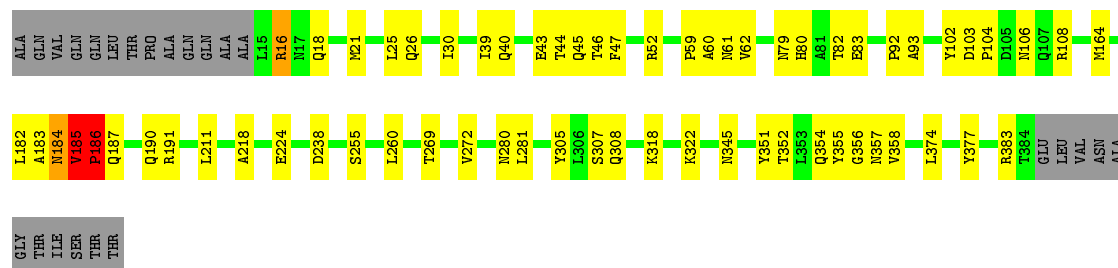 ALA GLN VAL GLN GLN LEU THR PRO ALA GLN GLN ALA ALA L15 R16 N17 Q18 M21 L25 Q26 I30 I39 Q40 E43 T44 Q45 T46 F47 R52 P59 A60 N61 V62 N79 H80 A81 T82 E83 P92 A93 Y102 D103 P104 D105 N106 Q107 R108 M164
L182 A183 N184 V185 P186 Q187 Q190 R191 L211 A218 E224 D238 S255 L260 T269 V272 N280 L281 Y305 L306 S307 Q308 K318 K322 N345 Y351 T352 L353 Q354 Y355 G356 N357 V358 L374 Y377 R383 T384 GLU LEU VAL ASN ALA
GLY THR ILE SER THR THR